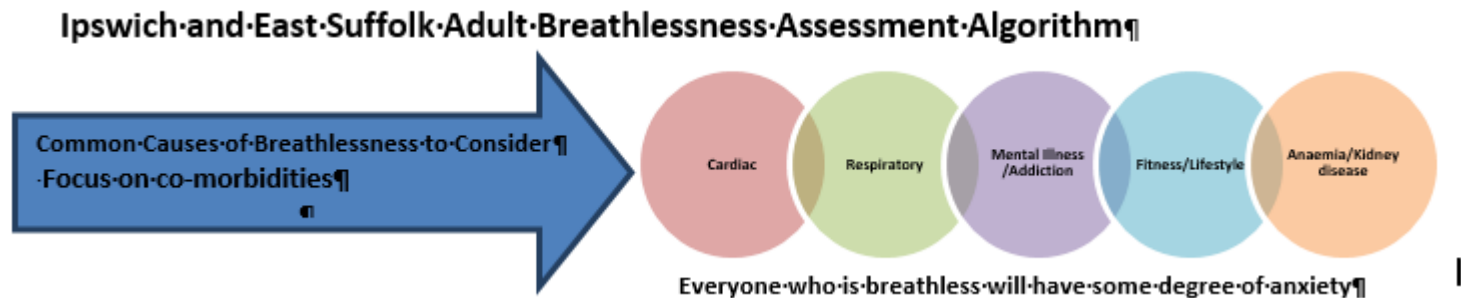 Ipswich·and·East·Suffolk·Adult·Breathlessness·Assessment·Algorithm¶
Common·Causes·of·Breathlessness·to·Consider¶
·Focus·on·co-morbidities¶
¶
Cardiac
Respiratory
Mental Illness
/Addiction
Fitness/Lifestyle
Anaemia/Kidney
disease
Everyone·who·is·breathless·will·have·some·degree·of·anxiety¶